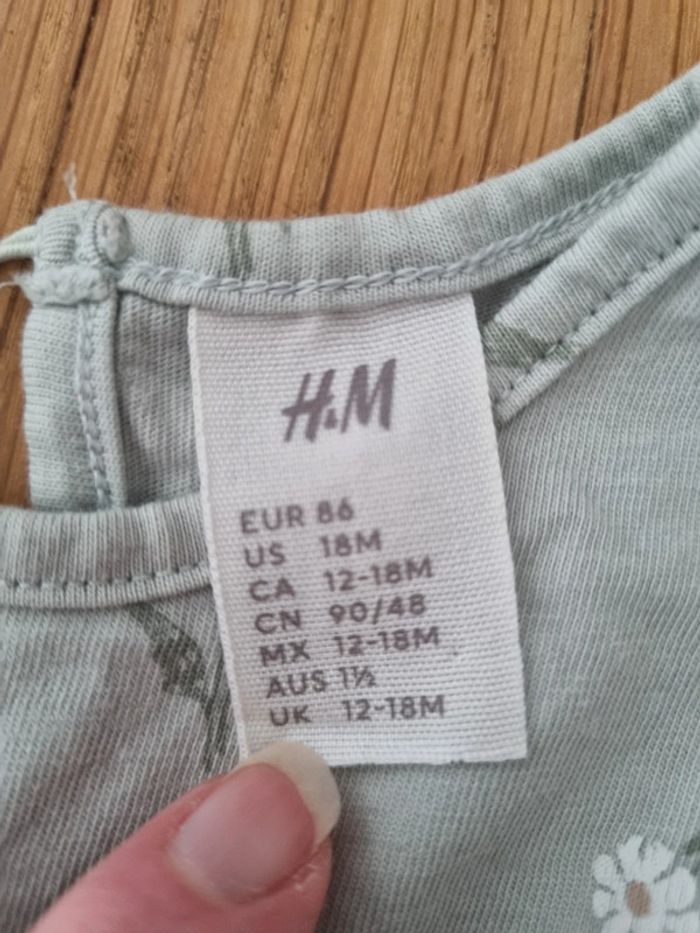 H&M
EUR 86
US 18M
CA 12-18M
CN 90/48
MX 12-18M
AUS 1½
UK 12-18M